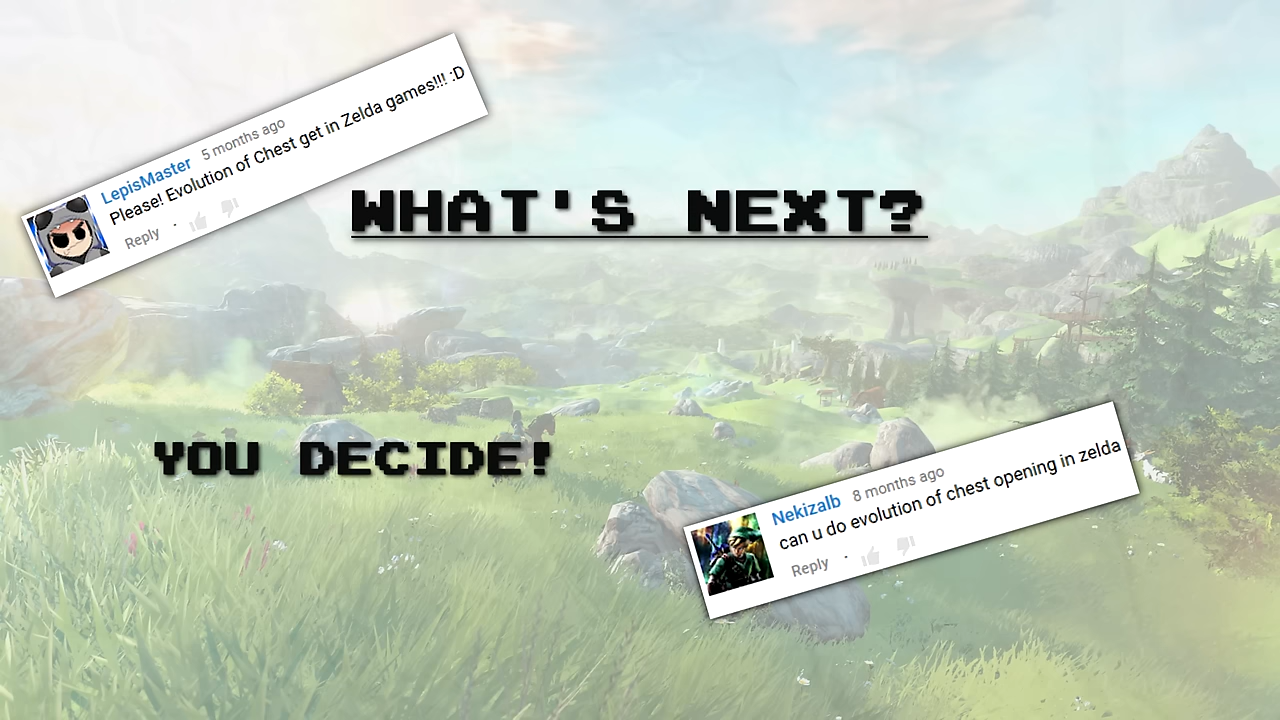 LepisMaster 5 months ago
Please! Evolution of Chest get in Zelda games!!! :D
Reply ·
WHAT'S NEXT?
YOU DECIDE!
Nekizalb 8 months ago
can u do evolution of chest opening in zelda
Reply ·